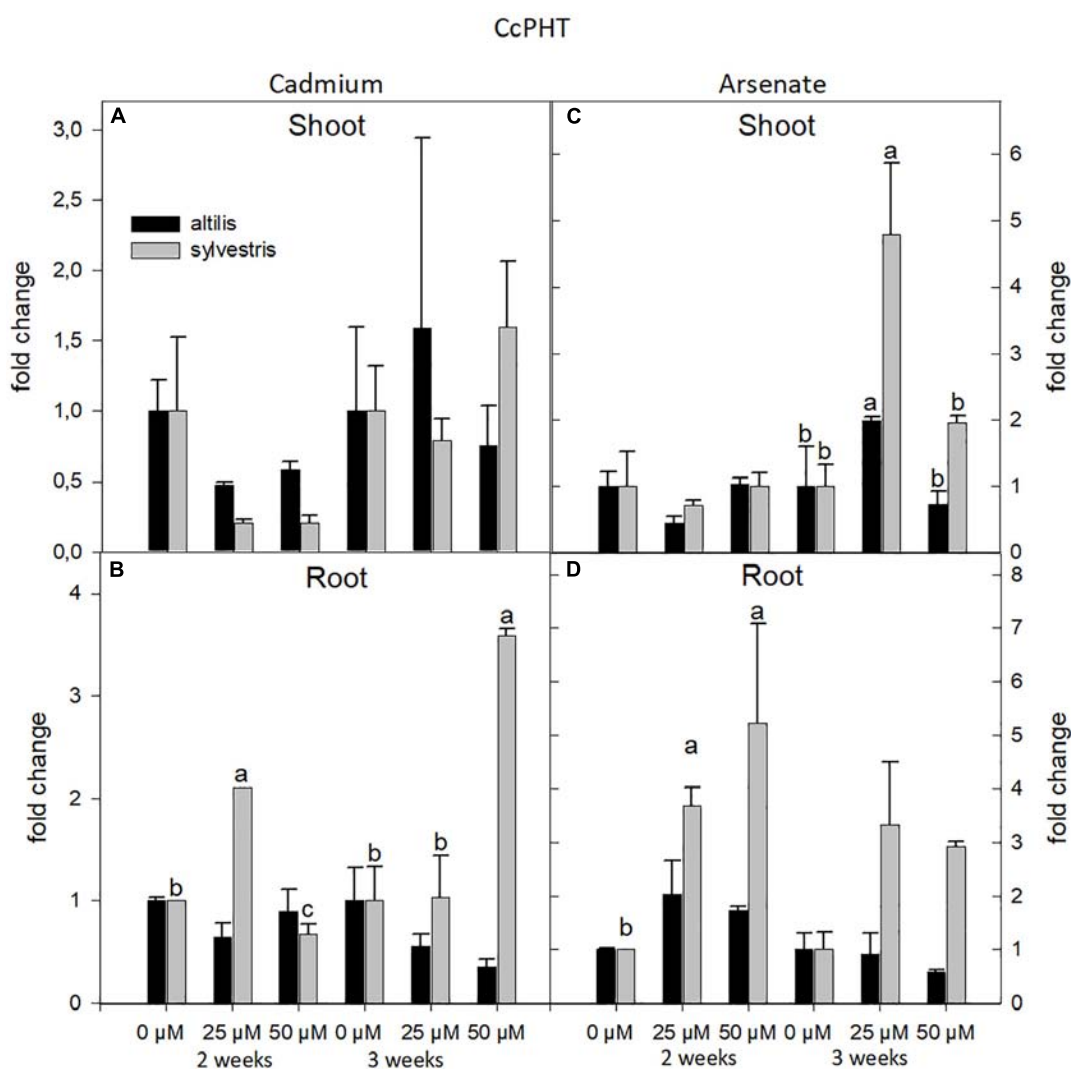 CcPHT
Cadmium
Arsenate
A
Shoot
altilis
sylvestris
fold change
3,0
2,5
2,0
1,5
1,0
0,5
0,0
C
Shoot
a
b
b
a
b
b
fold change
6
5
4
3
2
1
0
B
Root
b
a
c
b
b
a
fold change
4
3
2
1
0
0 µM
25 µM
50 µM
0 µM
25 µM
50 µM
2 weeks
3 weeks
D
Root
b
a
a
fold change
8
7
6
5
4
3
2
1
0
0 µM
25 µM
50 µM
0 µM
25 µM
50 µM
2 weeks
3 weeks